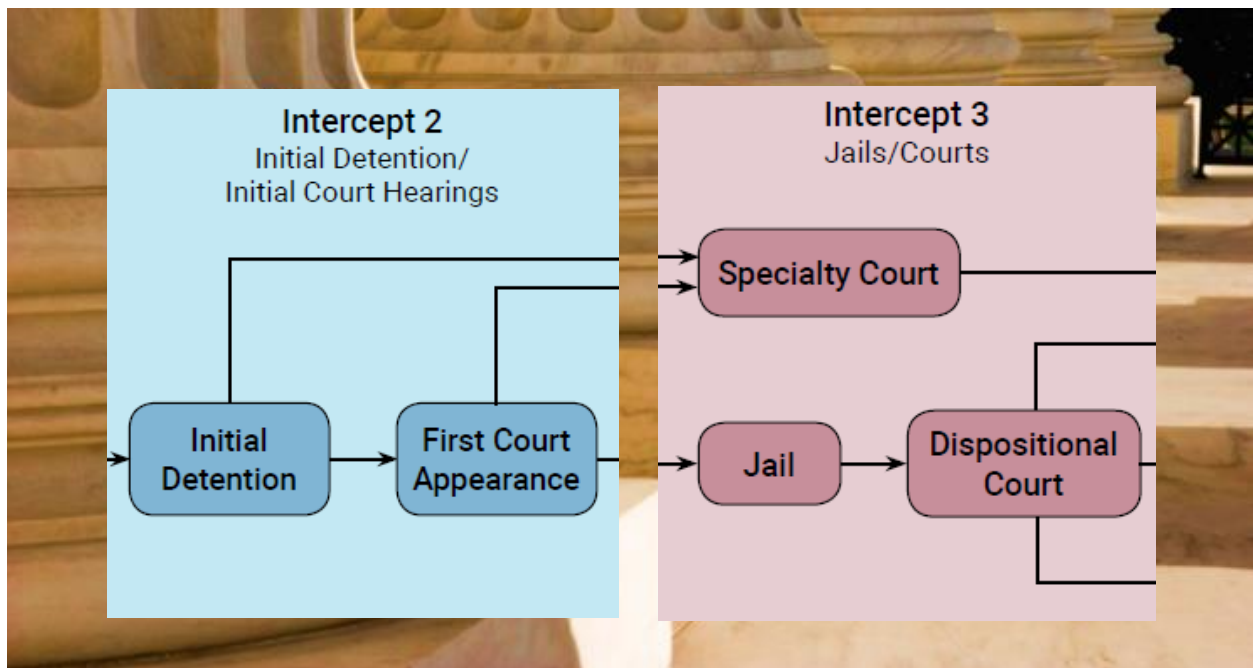 Intercept 2
Initial Detention/
Initial Court Hearings
Initial
Detention
First Court
Appearance
Intercept 3
Jails/Courts
Specialty Court
Jail
Dispositional
Court